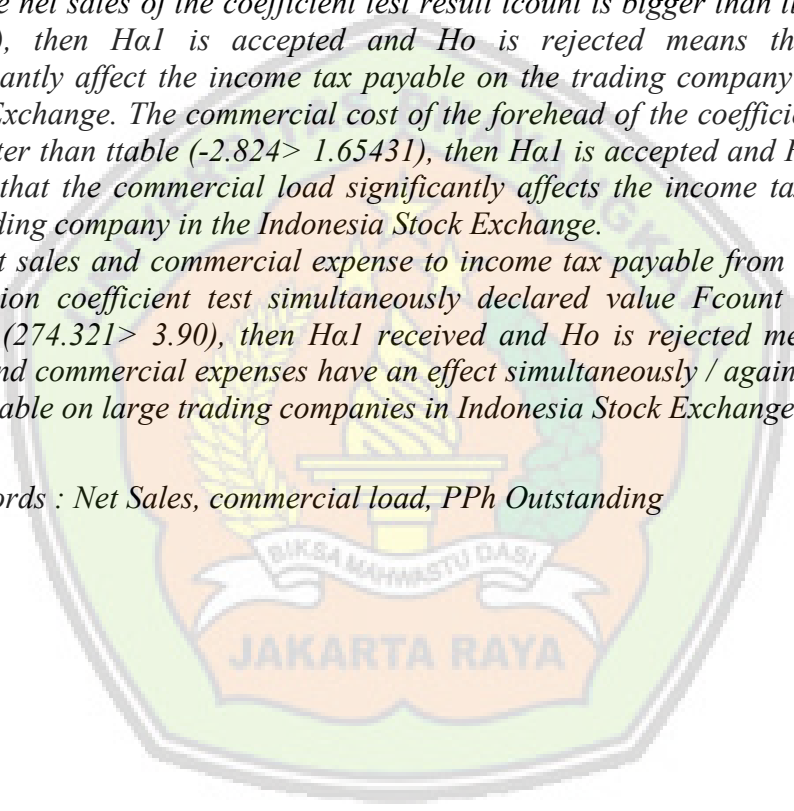 e net sales of the coefficient test result tcount is bigger than
), then Hα1 is accepted and Ho is rejected means th
antly affect the income tax payable on the trading company
Exchange. The commercial cost of the forehead of the coeffici
ter than ttable (-2.824> 1.65431), then Hα1 is accepted and H
that the commercial load significantly affects the income ta
ding company in the Indonesia Stock Exchange.
t sales and commercial expense to income tax payable from
ion coefficient test simultaneously declared value Fcount
(274.321> 3.90), then Hα1 received and Ho is rejected me
nd commercial expenses have an effect simultaneously / again
able on large trading companies in Indonesia Stock Exchange
ords : Net Sales, commercial load, PPh Outstanding
UNIVERSITAS BHAYANGKARA
BIKSA MAHWASTU DASI
JAKARTA RAYA